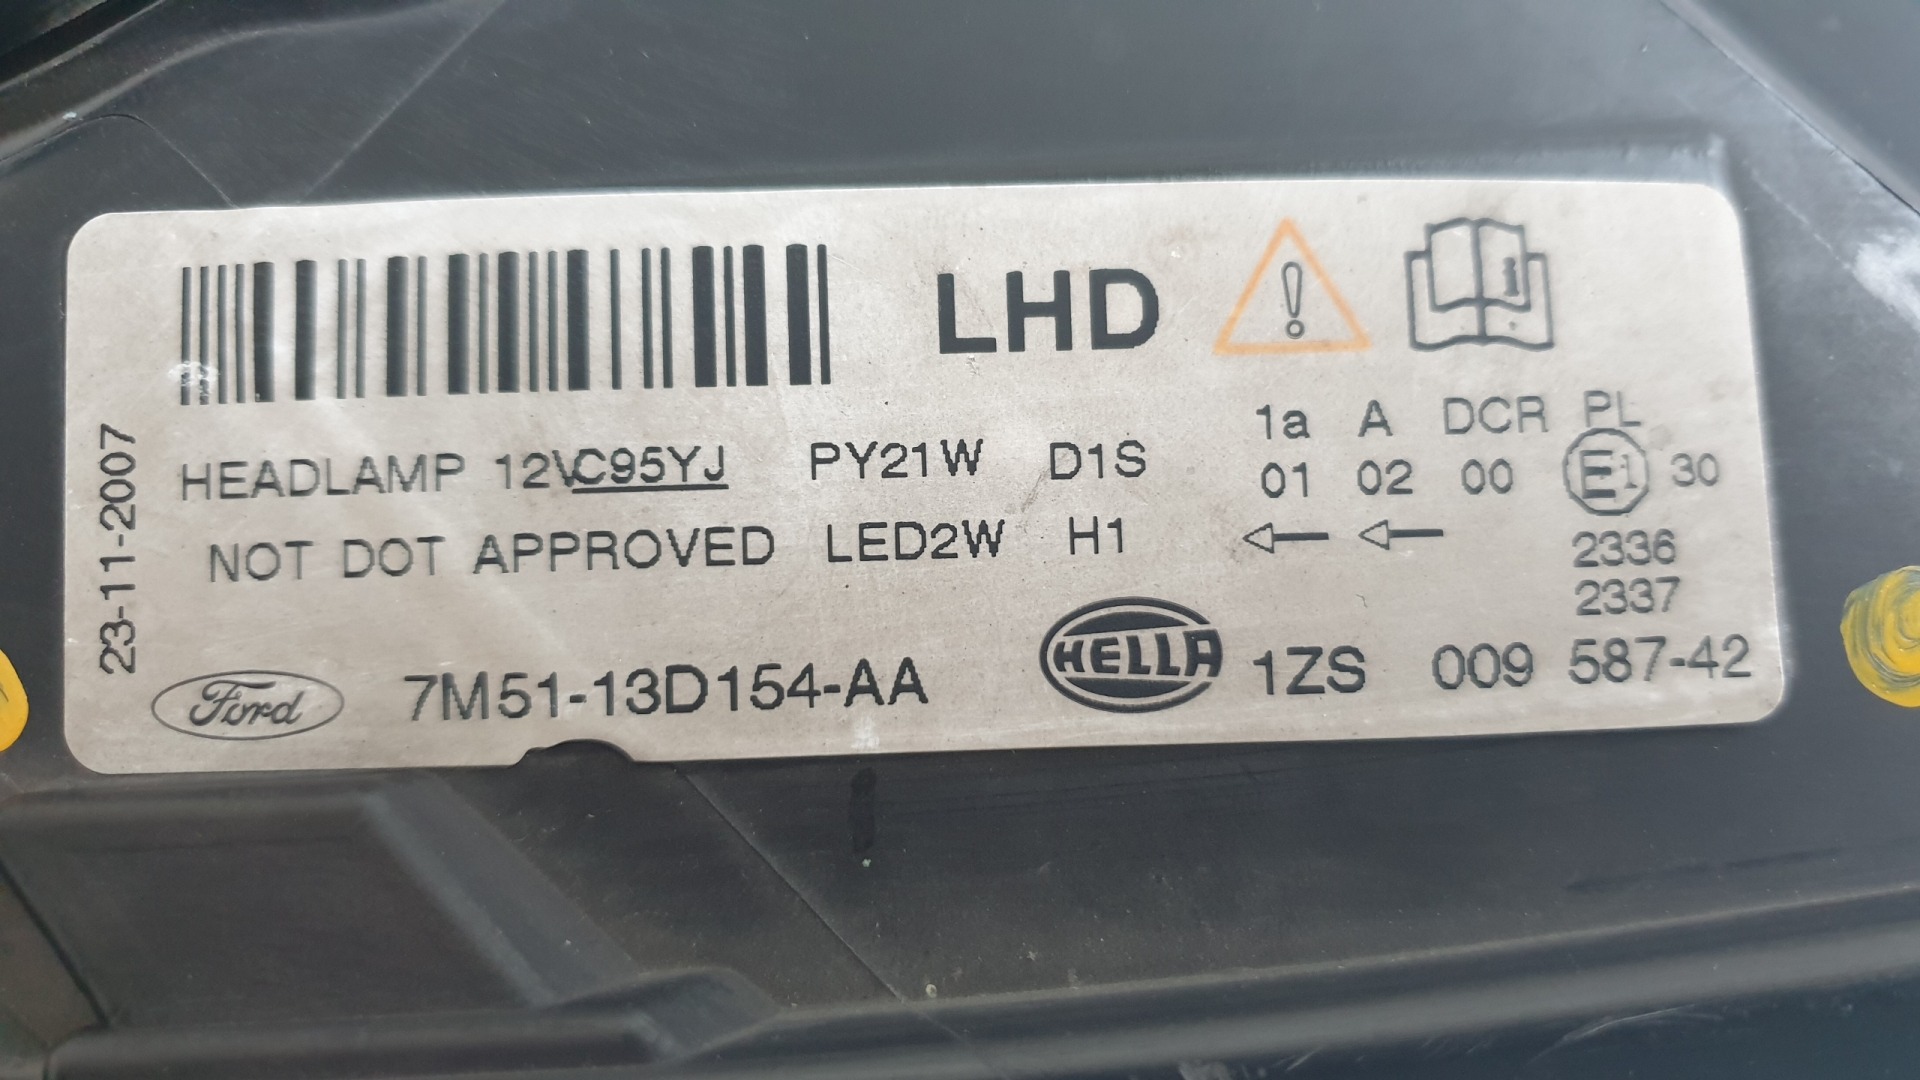 LHD
23-11-2007
HEADLAMP 12V C95YJ PY21W D1S
NOT DOT APPROVED LED2W H1
1a A DCR PL
01 02 00 E1 30
2336
2337
Ford 7M51-13D154-AA HELLA 1ZS 009 587-42